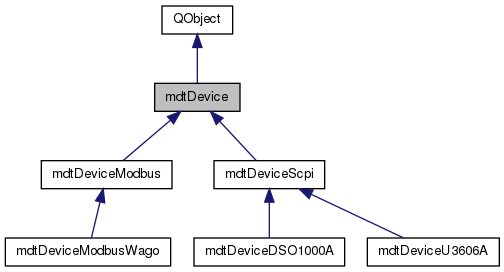 QObject
mdtDevice
mdtDeviceModbus
mdtDeviceScpi
mdtDeviceModbusWago
mdtDeviceDSO1000A
mdtDeviceU3606A